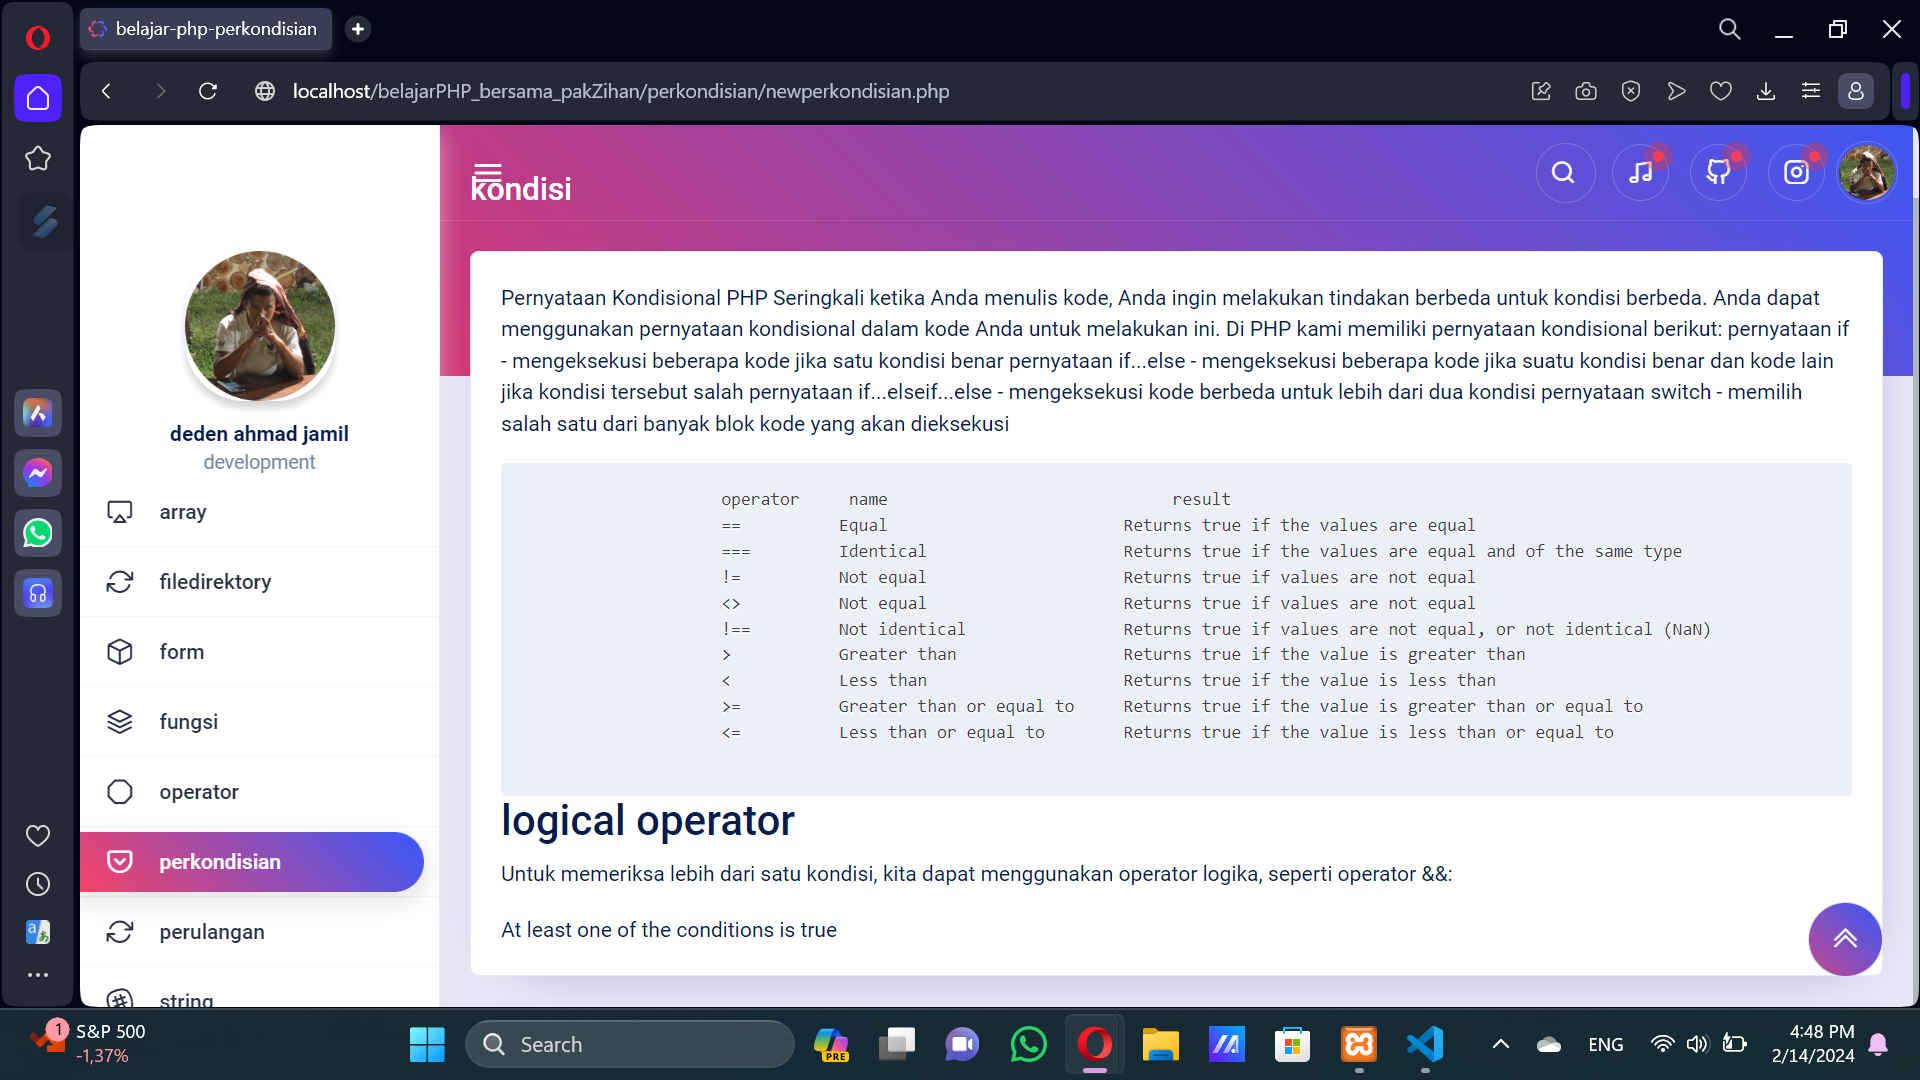 belajar-php-perkondisian
localhost/belajarPHP_bersama_pakZihan/perkondisian/newperkondisian.php
deden ahmad jamil
development
array
filedirektory
form
fungsi
operator
perkondisian
perulangan
string
kondisi
Pernyataan Kondisional PHP Seringkali ketika Anda menulis kode, Anda ingin melakukan tindakan berbeda untuk kondisi berbeda. Anda dapat
menggunakan pernyataan kondisional dalam kode Anda untuk melakukan ini. Di PHP kami memiliki pernyataan kondisional berikut: pernyataan if
- mengeksekusi beberapa kode jika satu kondisi benar pernyataan if...else - mengeksekusi beberapa kode jika suatu kondisi benar dan kode lain
jika kondisi tersebut salah pernyataan if...elseif...else - mengeksekusi kode berbeda untuk lebih dari dua kondisi pernyataan switch - memilih
salah satu dari banyak blok kode yang akan dieksekusi
operator name result
== Equal Returns true if the values are equal
=== Identical Returns true if the values are equal and of the same type
!= Not equal Returns true if values are not equal
<> Not equal Returns true if values are not equal
!== Not identical Returns true if values are not equal, or not identical (NaN)
> Greater than Returns true if the value is greater than
< Less than Returns true if the value is less than
>= Greater than or equal to Returns true if the value is greater than or equal to
<= Less than or equal to Returns true if the value is less than or equal to
logical operator
Untuk memeriksa lebih dari satu kondisi, kita dapat menggunakan operator logika, seperti operator &&:
At least one of the conditions is true
1
S&P 500
-1,37%
Search
PRE
ENG
4:48 PM
2/14/2024